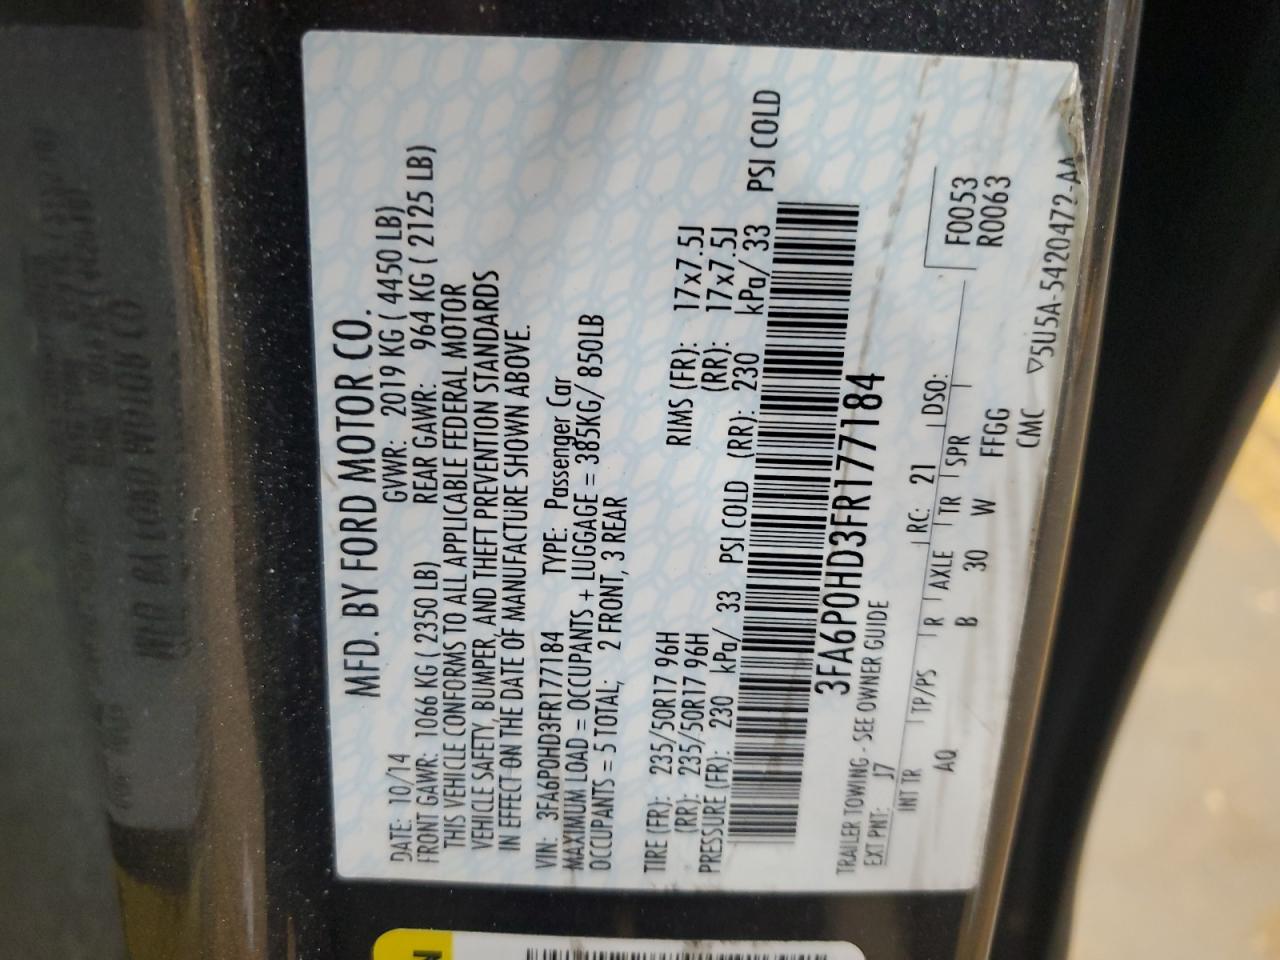 MFD. BY FORD MOTOR CO.
DATE: 10/14 GVWR: 2019 KG ( 4450 LB)
FRONT GAWR: 1066 KG ( 2350 LB) REAR GAWR: 964 KG ( 2125 LB)
THIS VEHICLE CONFORMS TO ALL APPLICABLE FEDERAL MOTOR
VEHICLE SAFETY, BUMPER, AND THEFT PREVENTION STANDARDS
IN EFFECT ON THE DATE OF MANUFACTURE SHOWN ABOVE.
VIN: 3FA6P0HD3FR177184 TYPE: Passenger Car
MAXIMUM LOAD = OCCUPANTS + LUGGAGE = 385KG/ 850LB
OCCUPANTS = 5 TOTAL; 2 FRONT, 3 REAR
TIRE (FR): 235/50R17 96H RIMS (FR): 17x7.5J
(RR): 235/50R17 96H (RR): 17x7.5J
PRESSURE (FR): 230 kPa/ 33 PSI COLD (RR): 230 kPa/ 33 PSI COLD
3FA6P0HD3FR177184
TRAILER TOWING - SEE OWNER GUIDE
EXT PNT: J7 RC: 21 DSO: F0053
INT TR TP/PS R AXLE TR SPR R0063
AQ B 30 W FFGG
CMC ▽5U5A-5420472-AA
N